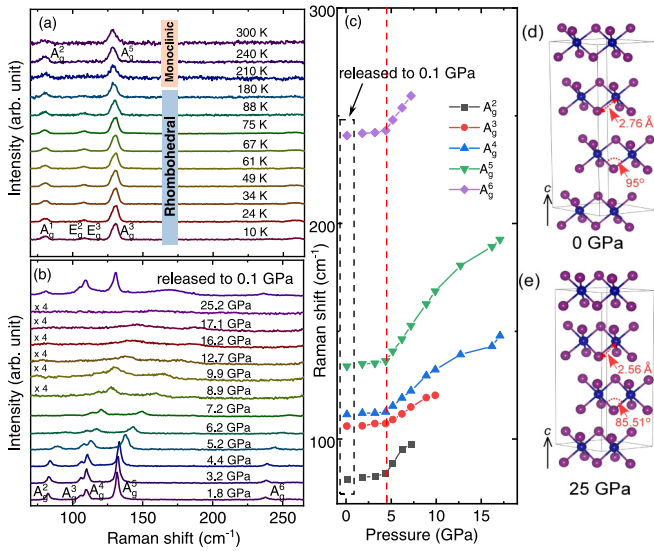 (a)
300 K
A_g^2
A_g^5
240 K
210 K
Monoclinic
180 K
88 K
75 K
67 K
61 K
49 K
34 K
24 K
10 K
Rhombohedral
A_g^1
E_g^2
E_g^3
A_g^3
Intensity (arb. unit)
(b)
released to 0.1 GPa
x 4
25.2 GPa
x 4
17.1 GPa
x 4
16.2 GPa
x 4
12.7 GPa
x 4
9.9 GPa
x 4
8.9 GPa
7.2 GPa
6.2 GPa
5.2 GPa
4.4 GPa
3.2 GPa
A_g^2
A_g^3
A_g^4
A_g^5
A_g^6
1.8 GPa
Intensity (arb. unit)
75
100
150
200
250
Raman shift (cm⁻¹)
(c)
300
200
100
released to 0.1 GPa
A_g^2
A_g^3
A_g^4
A_g^5
A_g^6
Raman shift (cm⁻¹)
0
5
10
15
Pressure (GPa)
(d)
2.76 Å
95°
c
0 GPa
(e)
2.56 Å
85.51°
c
25 GPa